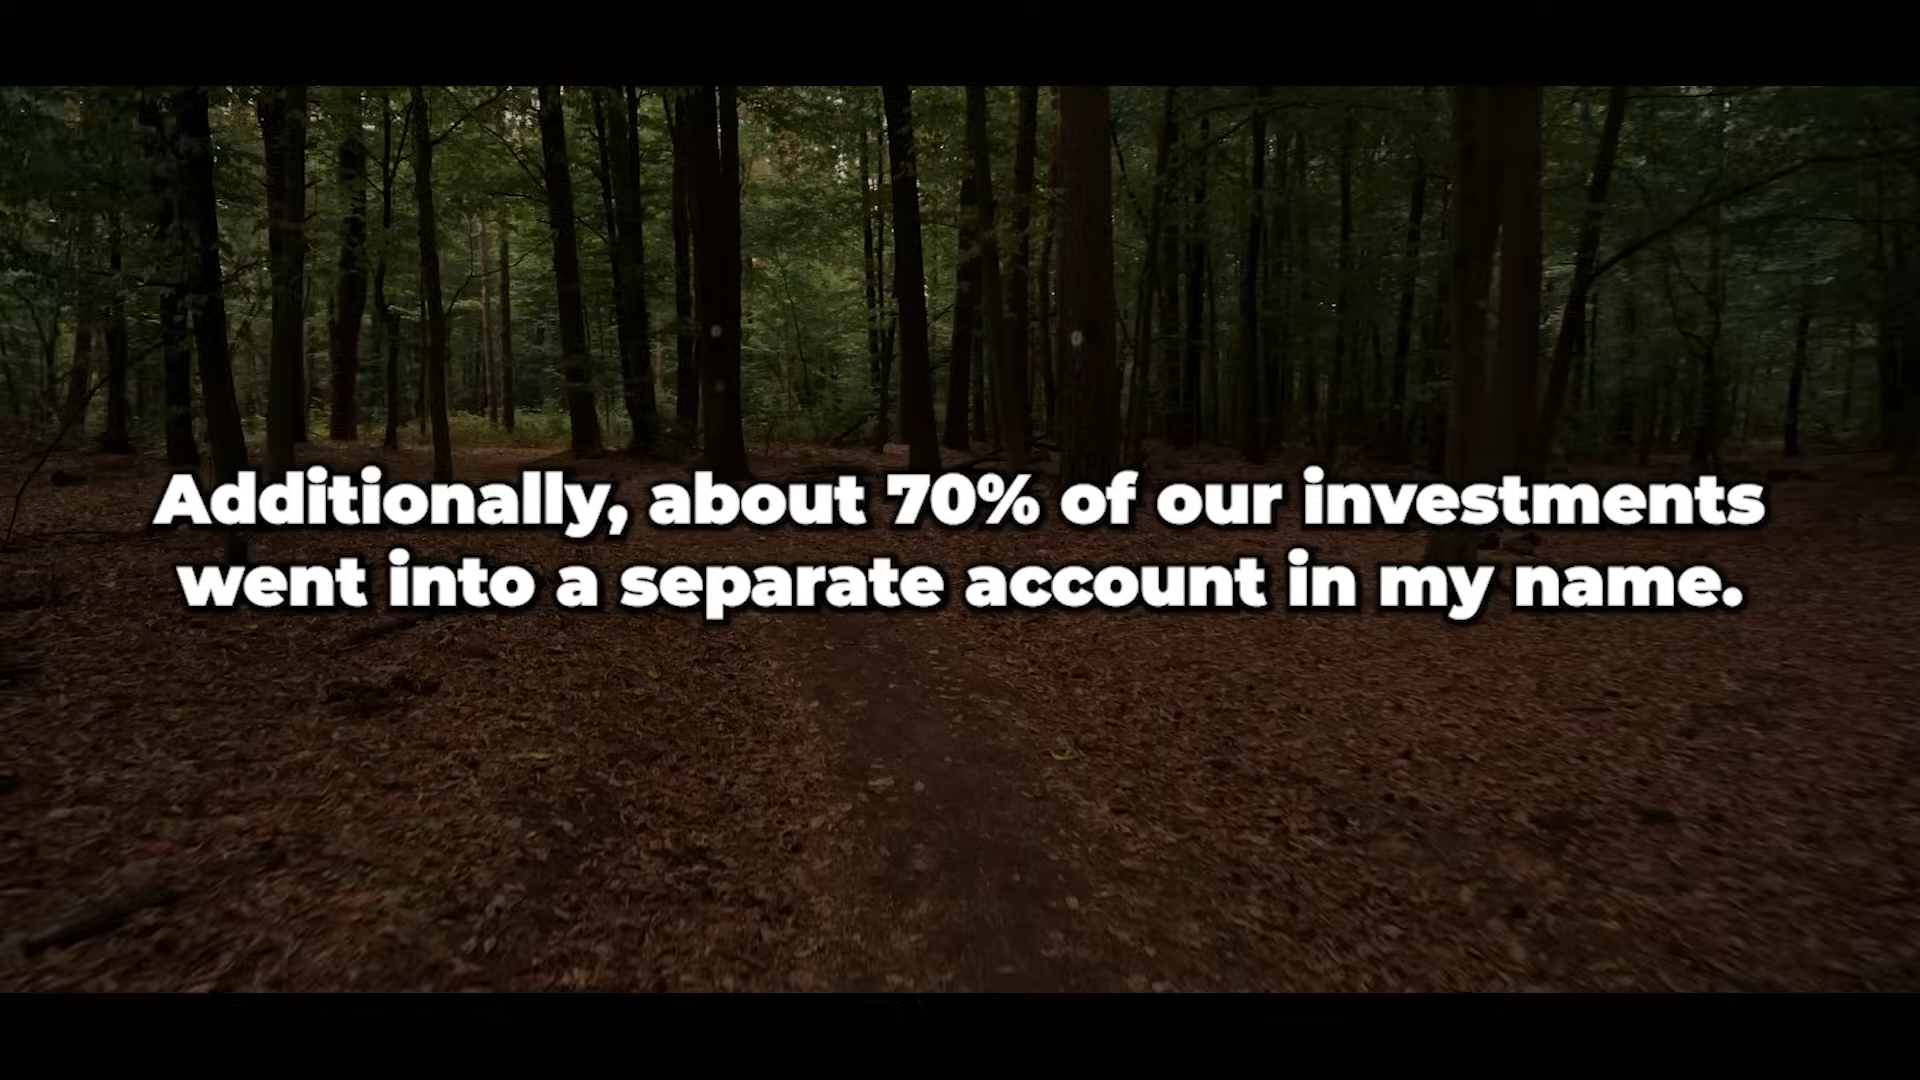 Additionally, about 70% of our investments
went into a separate account in my name.